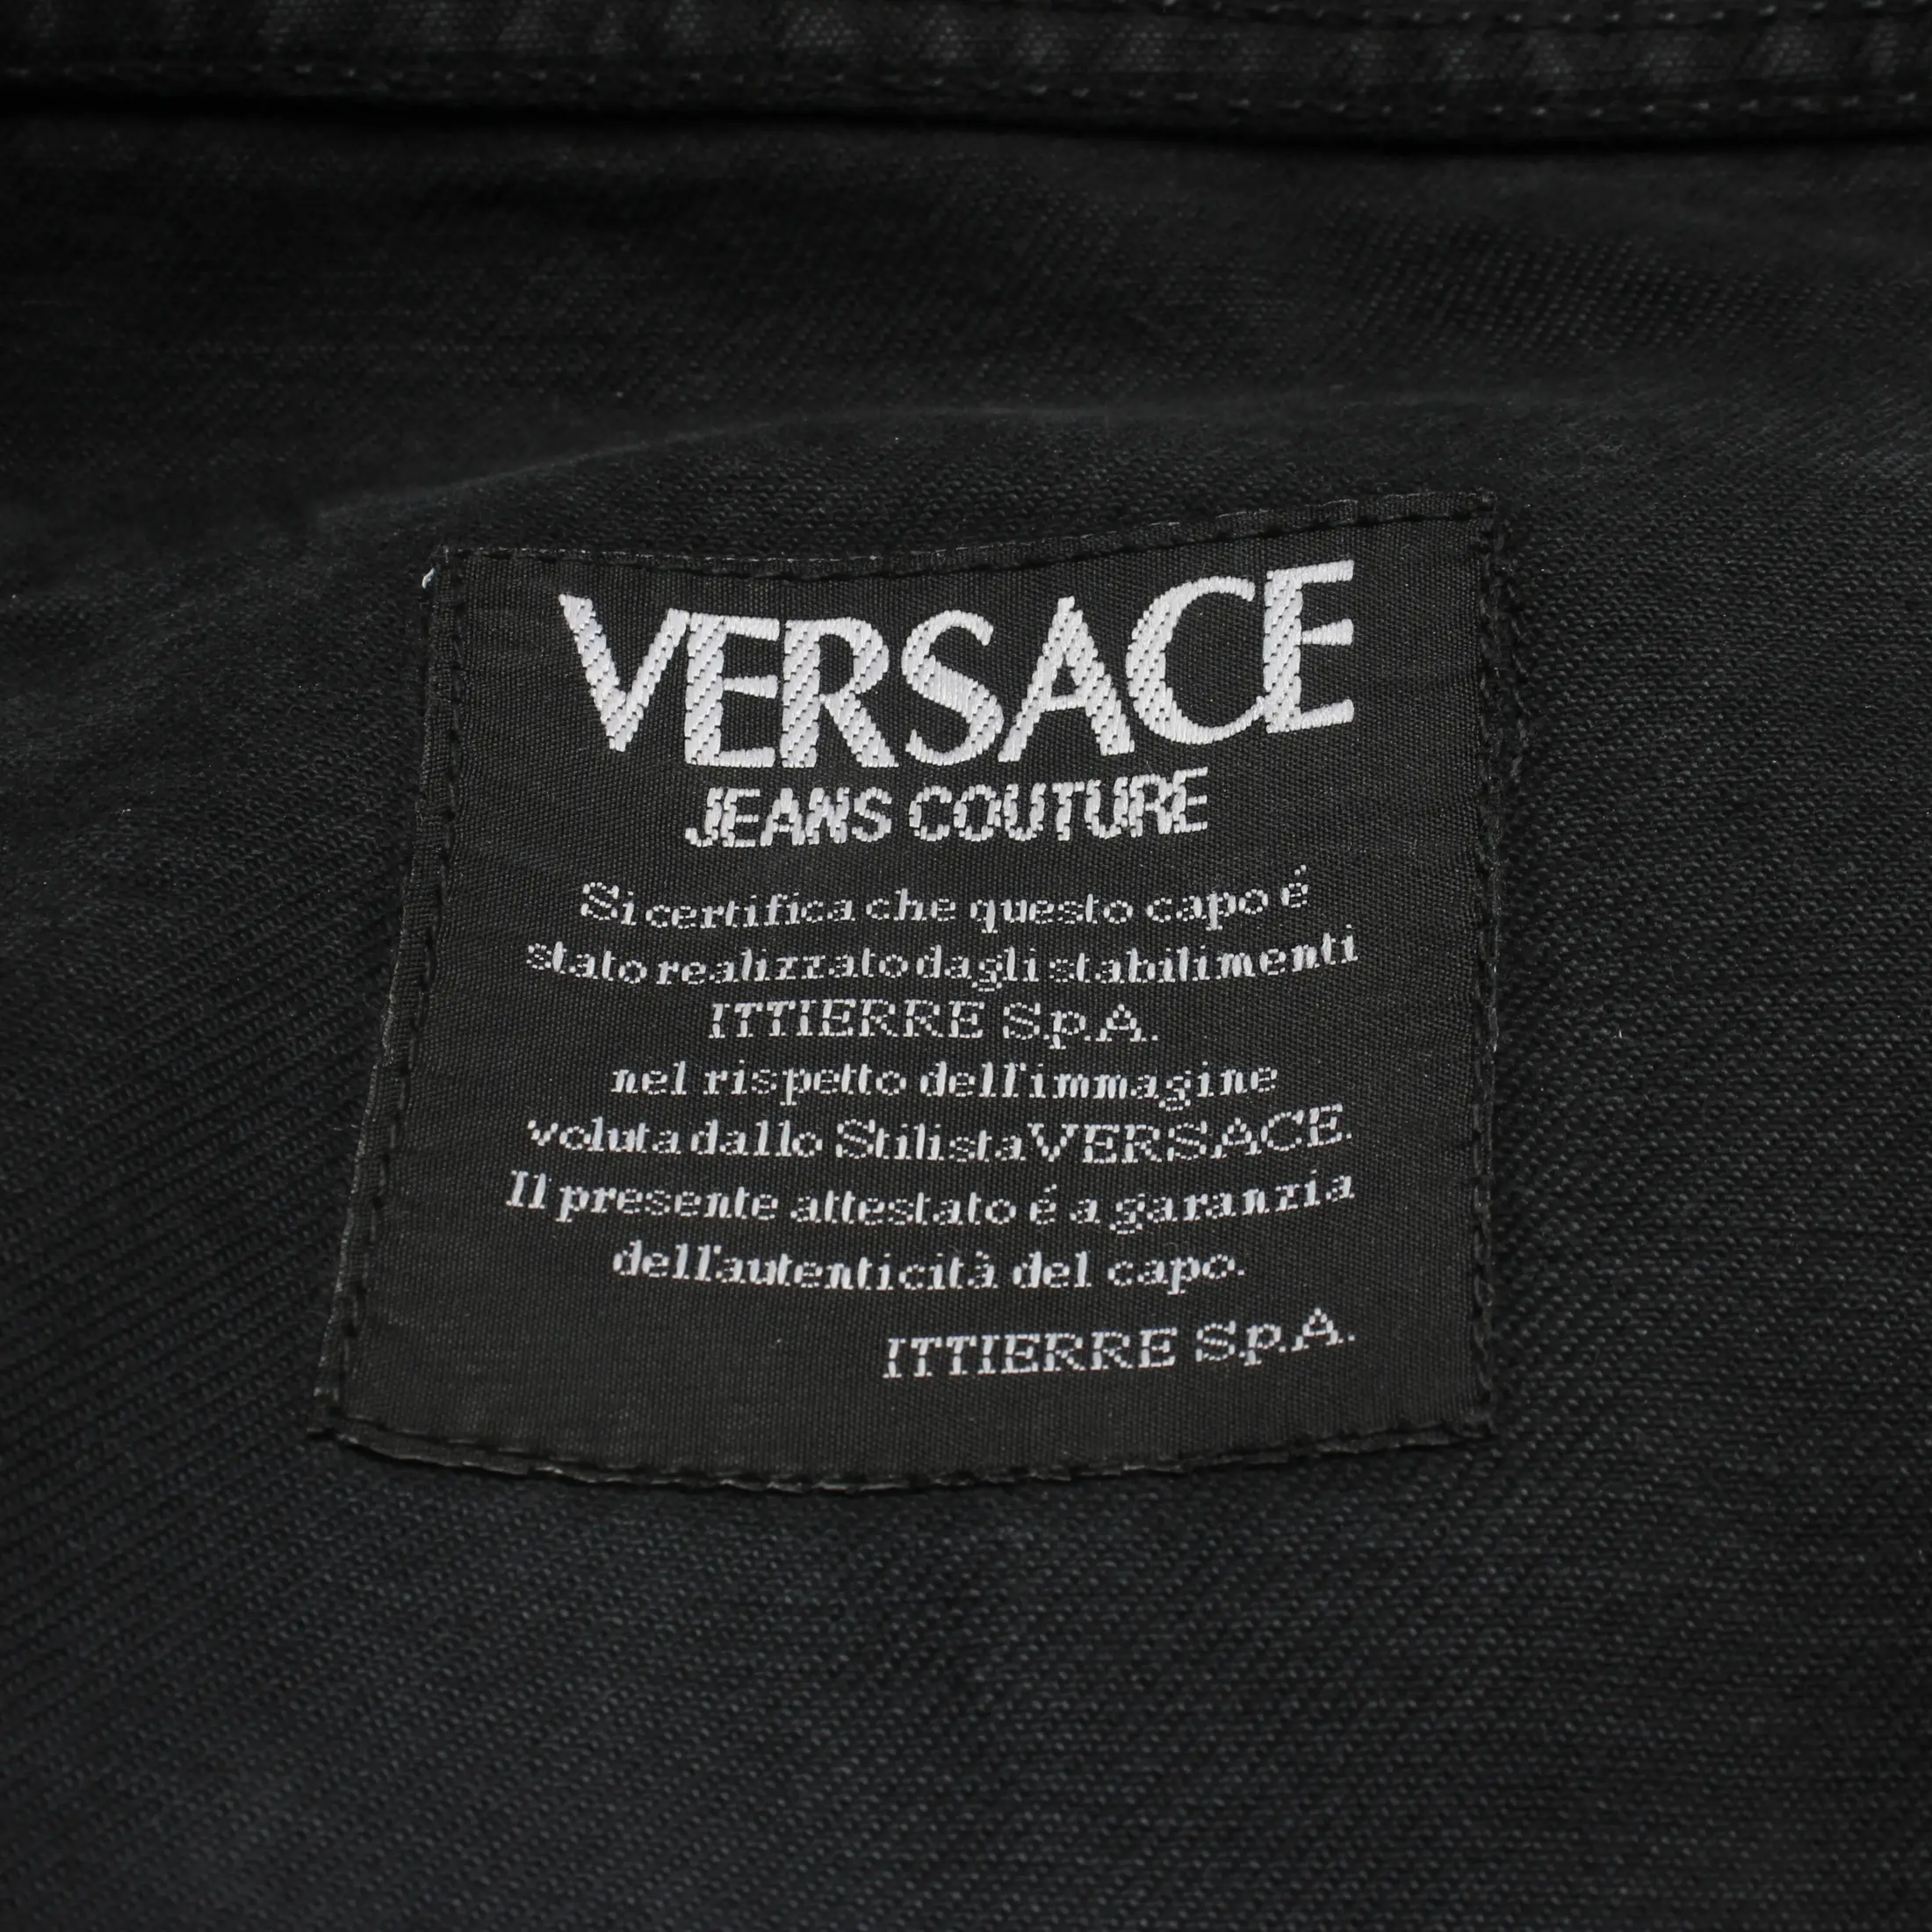 VERSACE
JEANS COUTURE
Si certifica che questo capo é
stato realizzato dagli stabilimenti
ITTIERRE S.p.A.
nel rispetto dell'immagine
voluta dallo Stilista VERSACE.
Il presente attestato é a garanzia
dell'autenticità del capo.
ITTIERRE S.p.A.